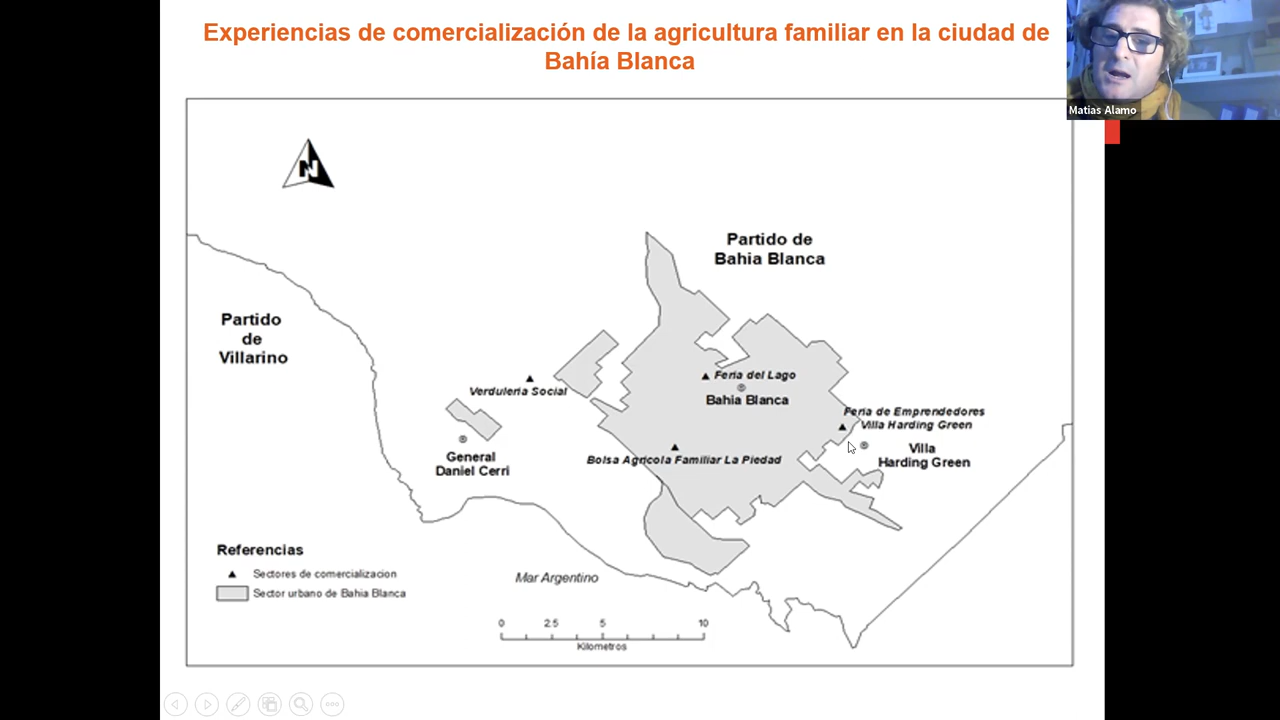 Experiencias de comercialización de la agricultura familiar en la ciudad de
Bahía Blanca
Matias Alamo
N
Partido de
Bahia Blanca
Partido
de
Villarino
Feria del Lago
Verduleria Social
Bahia Blanca
Feria de Emprendedores
Villa Harding Green
General
Daniel Cerri
Bolsa Agricola Familiar La Piedad
Villa
Harding Green
Referencias
Sectores de comercializacion
Sector urbano de Bahia Blanca
Mar Argentino
0 2.5 5 10
Kilometros